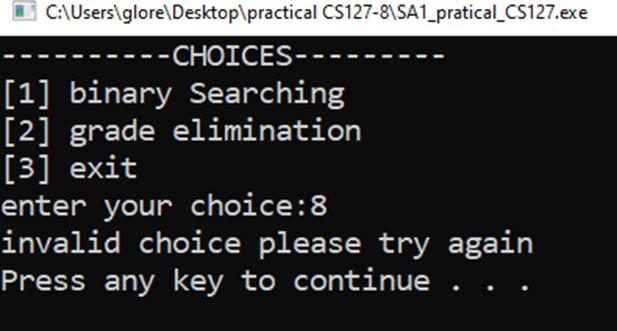 C:\Users\glore\Desktop\practical CS127-8\SA1_pratical_CS127.exe
----------CHOICES---------
[1] binary Searching
[2] grade elimination
[3] exit
enter your choice:8
invalid choice please try again
Press any key to continue . . .